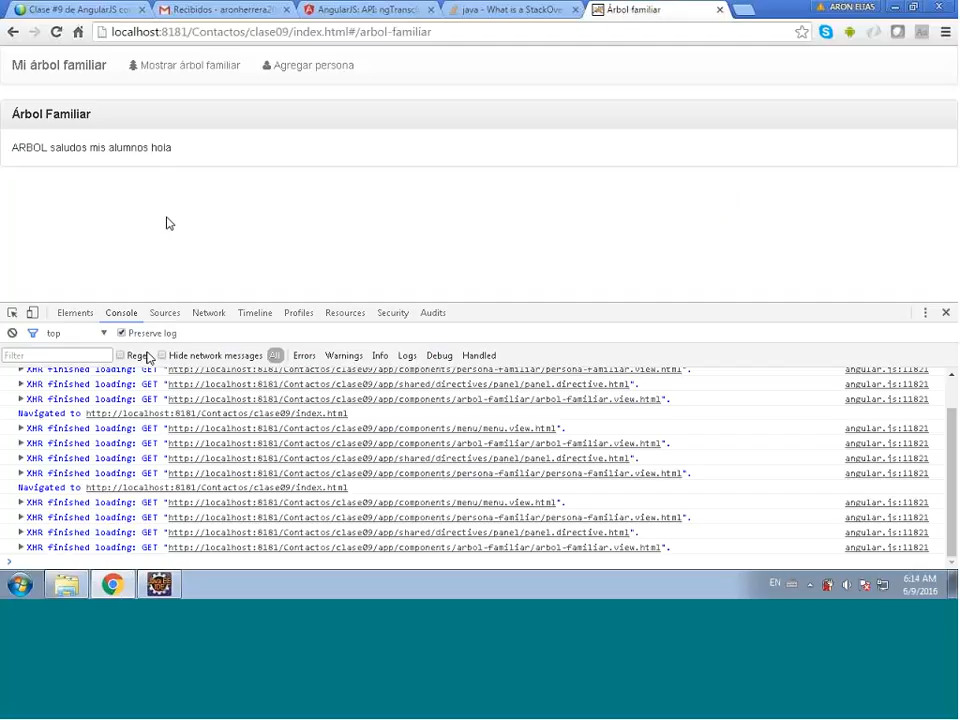 Clase #9 de AngularJS co
Recibidos - aronherrera2
AngularJS: API: ngTransc
java - What is a StackOv
Árbol familiar
ARON ELIAS
localhost:8181/Contactos/clase09/index.html#/arbol-familiar
Mi árbol familiar
Mostrar árbol familiar
Agregar persona
Árbol Familiar
ARBOL saludos mis alumnos hola
Elements Console Sources Network Timeline Profiles Resources Security Audits
top Preserve log
Filter Hide network messages All Errors Warnings Info Logs Debug Handled
XHR finished loading: GET "http://localhost:8181/Contactos/clase09/app/components/persona-familiar/persona-familiar.view.html". angular.js:11821
XHR finished loading: GET "http://localhost:8181/Contactos/clase09/app/shared/directives/panel/panel.directive.html". angular.js:11821
XHR finished loading: GET "http://localhost:8181/Contactos/clase09/app/components/arbol-familiar/arbol-familiar.view.html". angular.js:11821
Navigated to http://localhost:8181/Contactos/clase09/index.html
XHR finished loading: GET "http://localhost:8181/Contactos/clase09/app/components/menu/menu.view.html". angular.js:11821
XHR finished loading: GET "http://localhost:8181/Contactos/clase09/app/components/arbol-familiar/arbol-familiar.view.html". angular.js:11821
XHR finished loading: GET "http://localhost:8181/Contactos/clase09/app/shared/directives/panel/panel.directive.html". angular.js:11821
XHR finished loading: GET "http://localhost:8181/Contactos/clase09/app/components/persona-familiar/persona-familiar.view.html". angular.js:11821
Navigated to http://localhost:8181/Contactos/clase09/index.html
XHR finished loading: GET "http://localhost:8181/Contactos/clase09/app/components/menu/menu.view.html". angular.js:11821
XHR finished loading: GET "http://localhost:8181/Contactos/clase09/app/components/persona-familiar/persona-familiar.view.html". angular.js:11821
XHR finished loading: GET "http://localhost:8181/Contactos/clase09/app/shared/directives/panel/panel.directive.html". angular.js:11821
XHR finished loading: GET "http://localhost:8181/Contactos/clase09/app/components/arbol-familiar/arbol-familiar.view.html". angular.js:11821
EN
6:14 AM
6/9/2016